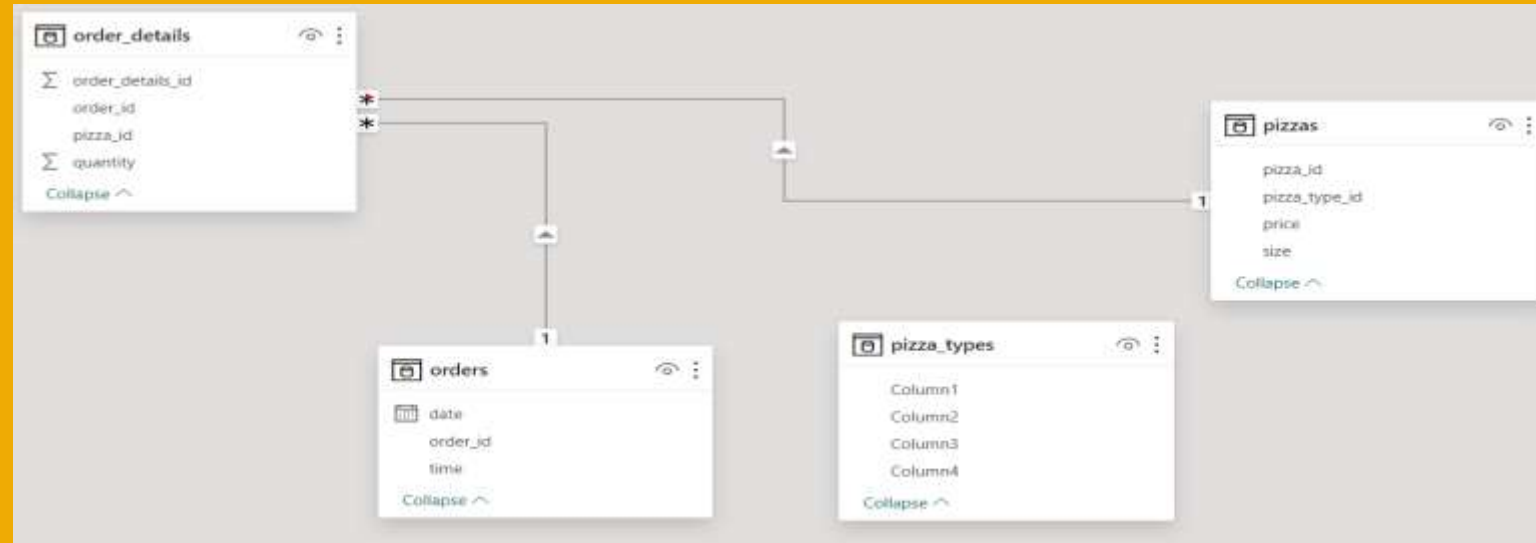 order_details
Σ order_details_id
order_id
pizza_id
Σ quantity
Collapse
*
*
1
pizzas
pizza_id
pizza_type_id
price
size
Collapse
1
orders
date
order_id
time
Collapse
pizza_types
Column1
Column2
Column3
Column4
Collapse